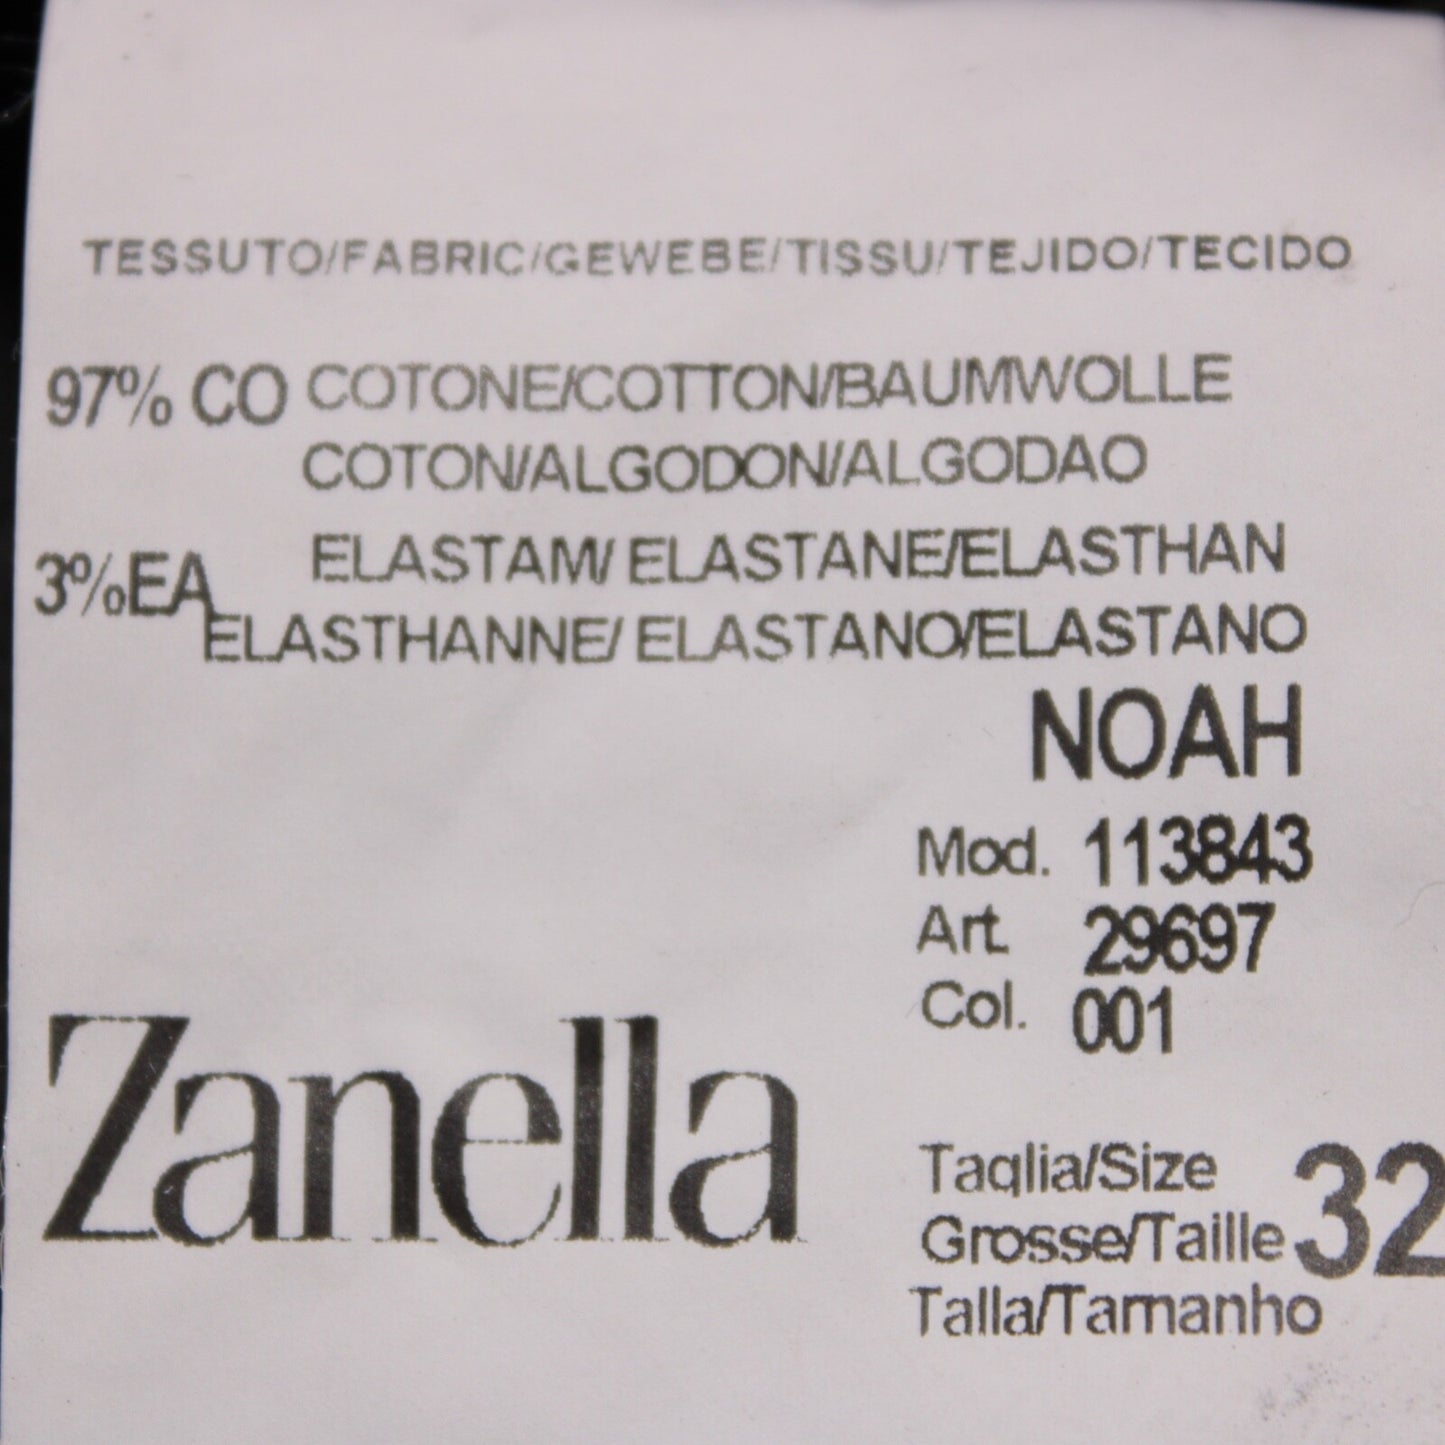 TESSUTO/FABRIC/GEWEBE/TISSU/TEJIDO/TECIDO
97% CO COTONE/COTTON/BAUMWOLLE
COTON/ALGODON/ALGODAO
3%EA ELASTAM/ ELASTANE/ELASTHAN
ELASTHANNE/ ELASTANO/ELASTANO
NOAH
Mod. 113843
Art. 29697
Col. 001
Zanella
Taglia/Size
Grosse/Taille 32
Talla/Tamanho